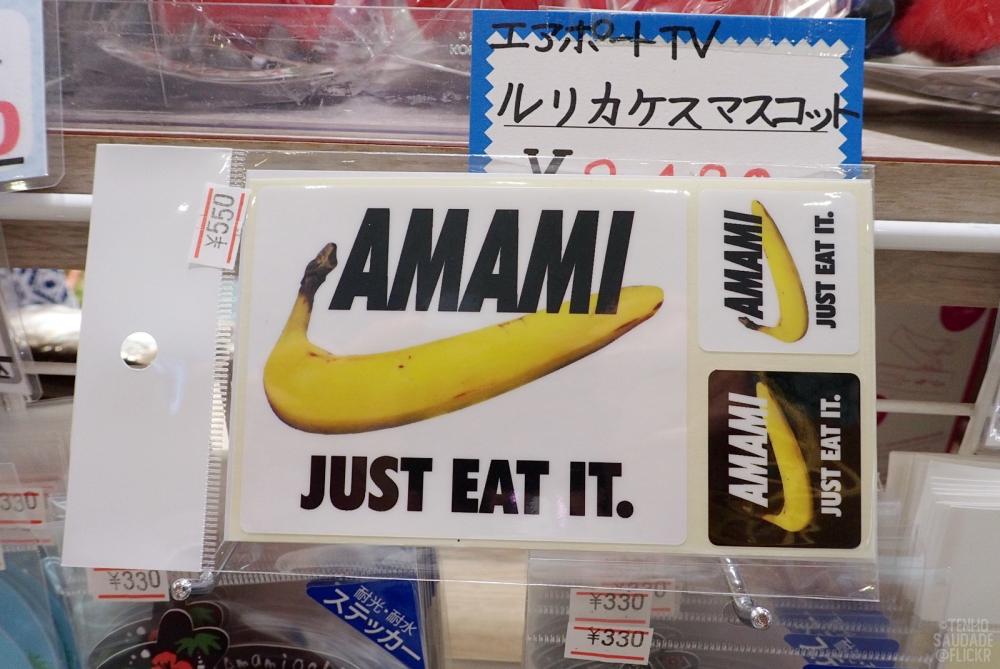 エアポートTV
ルリカケスマスコット
¥550
AMAMI
JUST EAT IT.
AMAMI
JUST EAT IT.
AMAMI
JUST EAT IT.
330
¥330
耐光・耐水
ステッカー
¥330
¥330
©TENLIO
SAUDADE
@FLICKR